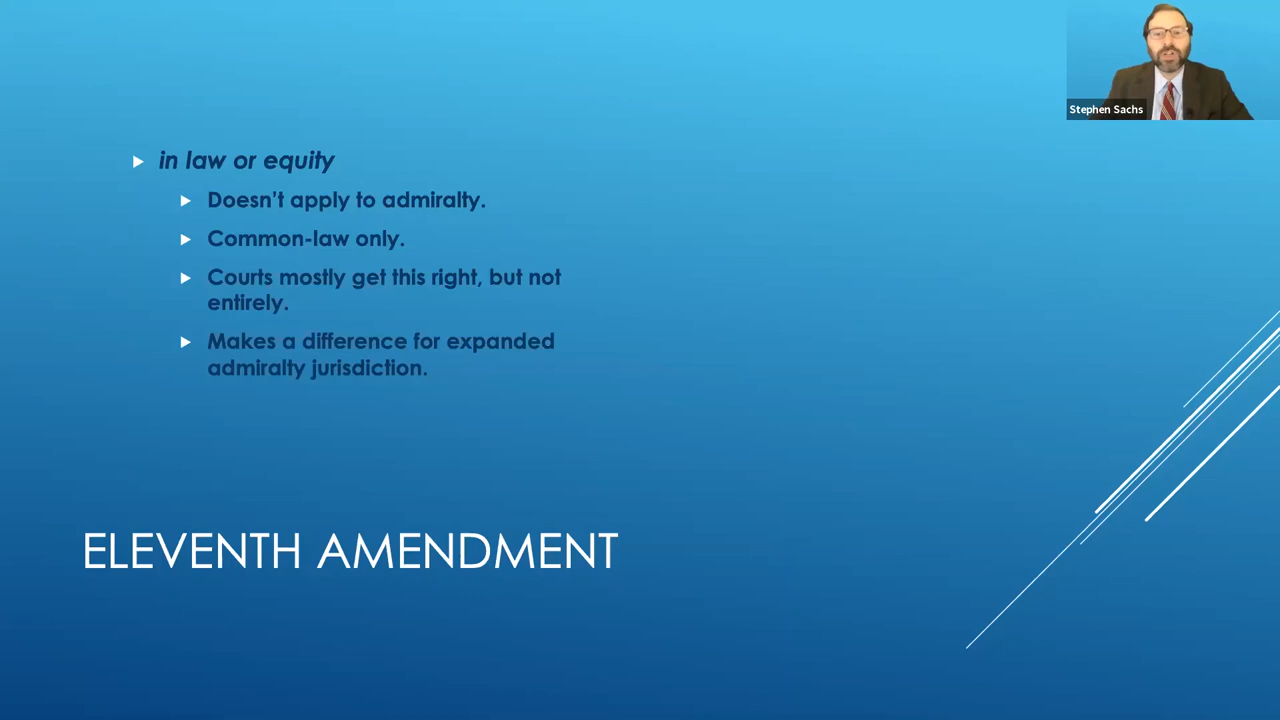 Stephen Sachs
in law or equity
Doesn't apply to admiralty.
Common-law only.
Courts mostly get this right, but not
entirely.
Makes a difference for expanded
admiralty jurisdiction.
ELEVENTH AMENDMENT